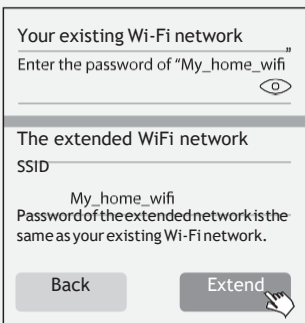 Your existing Wi-Fi network
Enter the password of "My_home_wifi"
The extended WiFi network
SSID
My_home_wifi
Password of the extended network is the
same as your existing Wi-Fi network.
Back
Extend